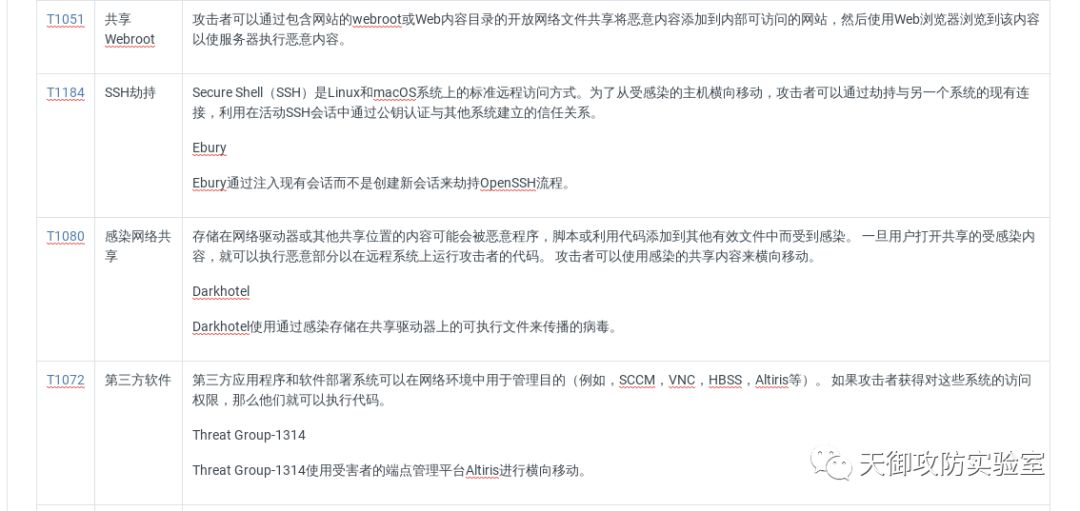 T1051
共享
Webroot
攻击者可以通过包含网站的webroot或Web内容目录的开放网络文件共享将恶意内容添加到内部可访问的网站，然后使用Web浏览器浏览到该内容
以使服务器执行恶意内容。
T1184
SSH劫持
Secure Shell（SSH）是Linux和macOS系统上的标准远程访问方式。为了从受感染的主机横向移动，攻击者可以通过劫持与另一个系统的现有连
接，利用在活动SSH会话中通过公钥认证与其他系统建立的信任关系。
Ebury
Ebury通过注入现有会话而不是创建新会话来劫持OpenSSH流程。
T1080
感染网络共
享
存储在网络驱动器或其他共享位置的内容可能会被恶意程序，脚本或利用代码添加到其他有效文件中而受到感染。 一旦用户打开共享的受感染内
容，就可以执行恶意部分以在远程系统上运行攻击者的代码。 攻击者可以使用感染的共享内容来横向移动。
Darkhotel
Darkhotel使用通过感染存储在共享驱动器上的可执行文件来传播的病毒。
T1072
第三方软件
第三方应用程序和软件部署系统可以在网络环境中用于管理目的（例如，SCCM，VNC，HBSS，Altiris等）。 如果攻击者获得对这些系统的访问
权限，那么他们就可以执行代码。
Threat Group-1314
Threat Group-1314使用受害者的端点管理平台Altiris进行横向移动。
天御攻防实验室